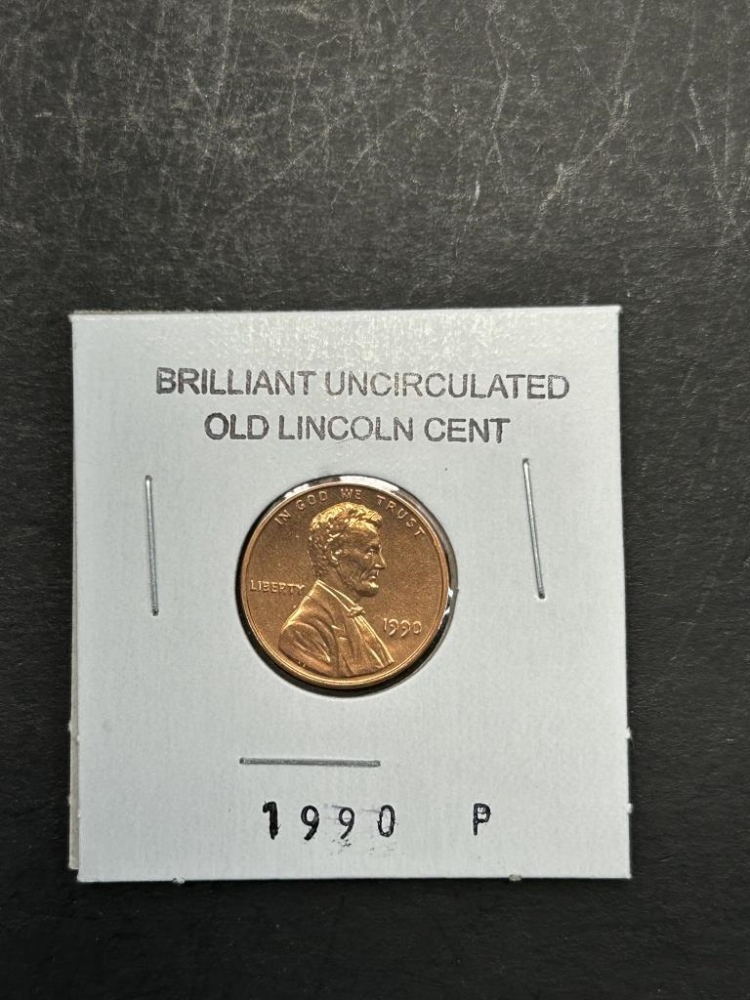 BRILLIANT UNCIRCULATED
OLD LINCOLN CENT
IN GOD WE TRUST
LIBERTY
1990
1990 P